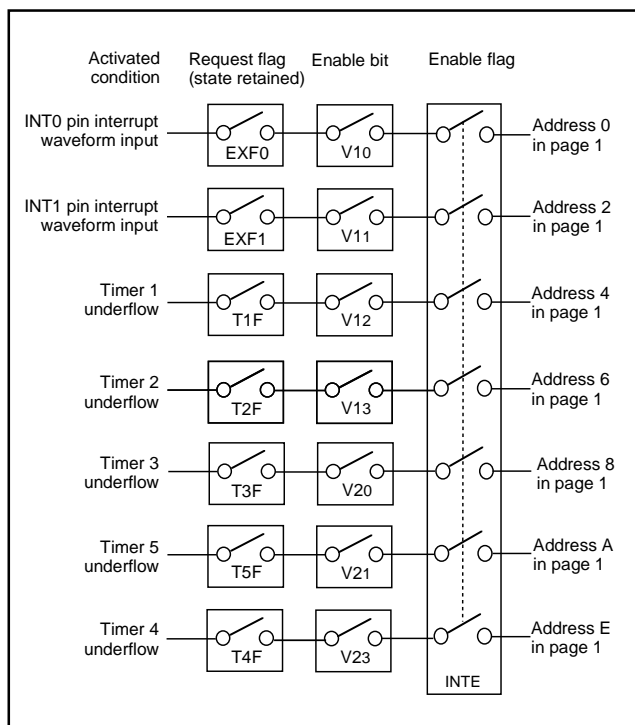 Activated condition
Request flag (state retained)
Enable bit
Enable flag
INT0 pin interrupt waveform input
EXF0
V10
Address 0 in page 1
INT1 pin interrupt waveform input
EXF1
V11
Address 2 in page 1
Timer 1 underflow
T1F
V12
Address 4 in page 1
Timer 2 underflow
T2F
V13
Address 6 in page 1
Timer 3 underflow
T3F
V20
Address 8 in page 1
Timer 5 underflow
T5F
V21
Address A in page 1
Timer 4 underflow
T4F
V23
Address E in page 1
INTE